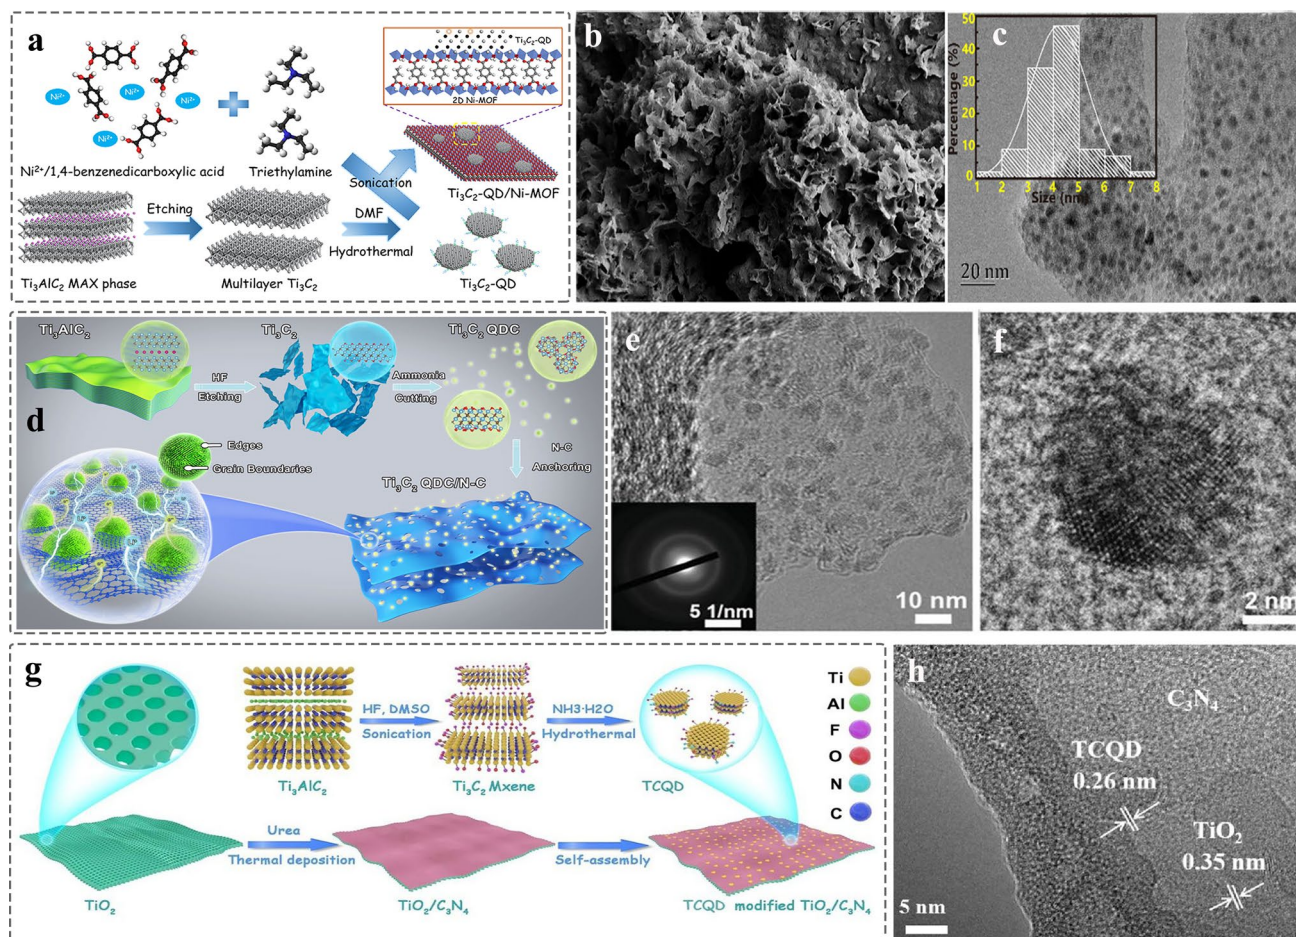 a
Ni²⁺
Ni²⁺
Ni²⁺
Ni²⁺
Ni²⁺/1,4-benzenedicarboxylic acid
Triethylamine
Ti₃C₂-QD
2D Ni-MOF
Sonication
Ti₃C₂-QD/Ni-MOF
Etching
DMF
Hydrothermal
Ti₃AlC₂ MAX phase
Multilayer Ti₃C₂
Ti₃C₂-QD
b
c
Percentage (%)
50
40
30
20
10
0
1 2 3 4 5 6 7 8
Size (nm)
20 nm
d
Ti₃AlC₂
Ti₃C₂
Ti₃C₂ QDC
HF
Etching
Ammonia
Cutting
N-C
Anchoring
Edges
Grain Boundaries
Ti₃C₂ QDC/N-C
e
5 1/nm
10 nm
f
2 nm
g
HF, DMSO
Sonication
NH3·H2O
Hydrothermal
Ti₃AlC₂
Ti₃C₂ Mxene
TCQD
Ti
Al
F
O
N
C
Urea
Thermal deposition
Self-assembly
TiO₂
TiO₂/C₃N₄
TCQD modified TiO₂/C₃N₄
h
C₃N₄
TCQD
0.26 nm
TiO₂
0.35 nm
5 nm